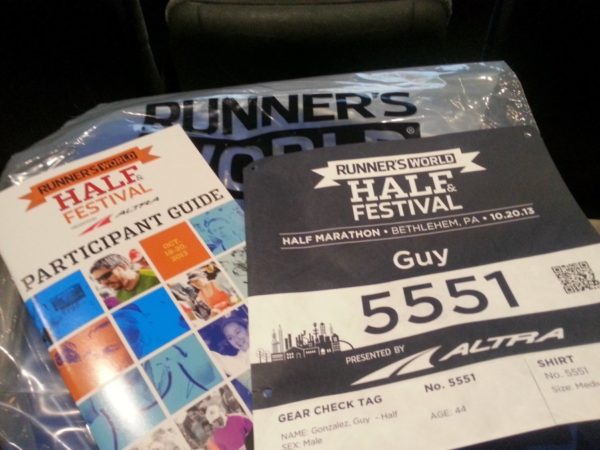 RUNNER'S
WORLD®
RUNNER'S WORLD
HALF &
FESTIVAL
ALTRA
PARTICIPANT GUIDE
OCT.
2013
RUNNER'S WORLD
HALF &
FESTIVAL
HALF MARATHON • BETHLEHEM, PA • 10.20.13
Guy
5551
PRESENTED BY ALTRA
GEAR CHECK TAG No. 5551
NAME: Gonzalez, Guy - Half AGE: 44
SEX: Male
SHIRT
No. 5551
Size: Medi